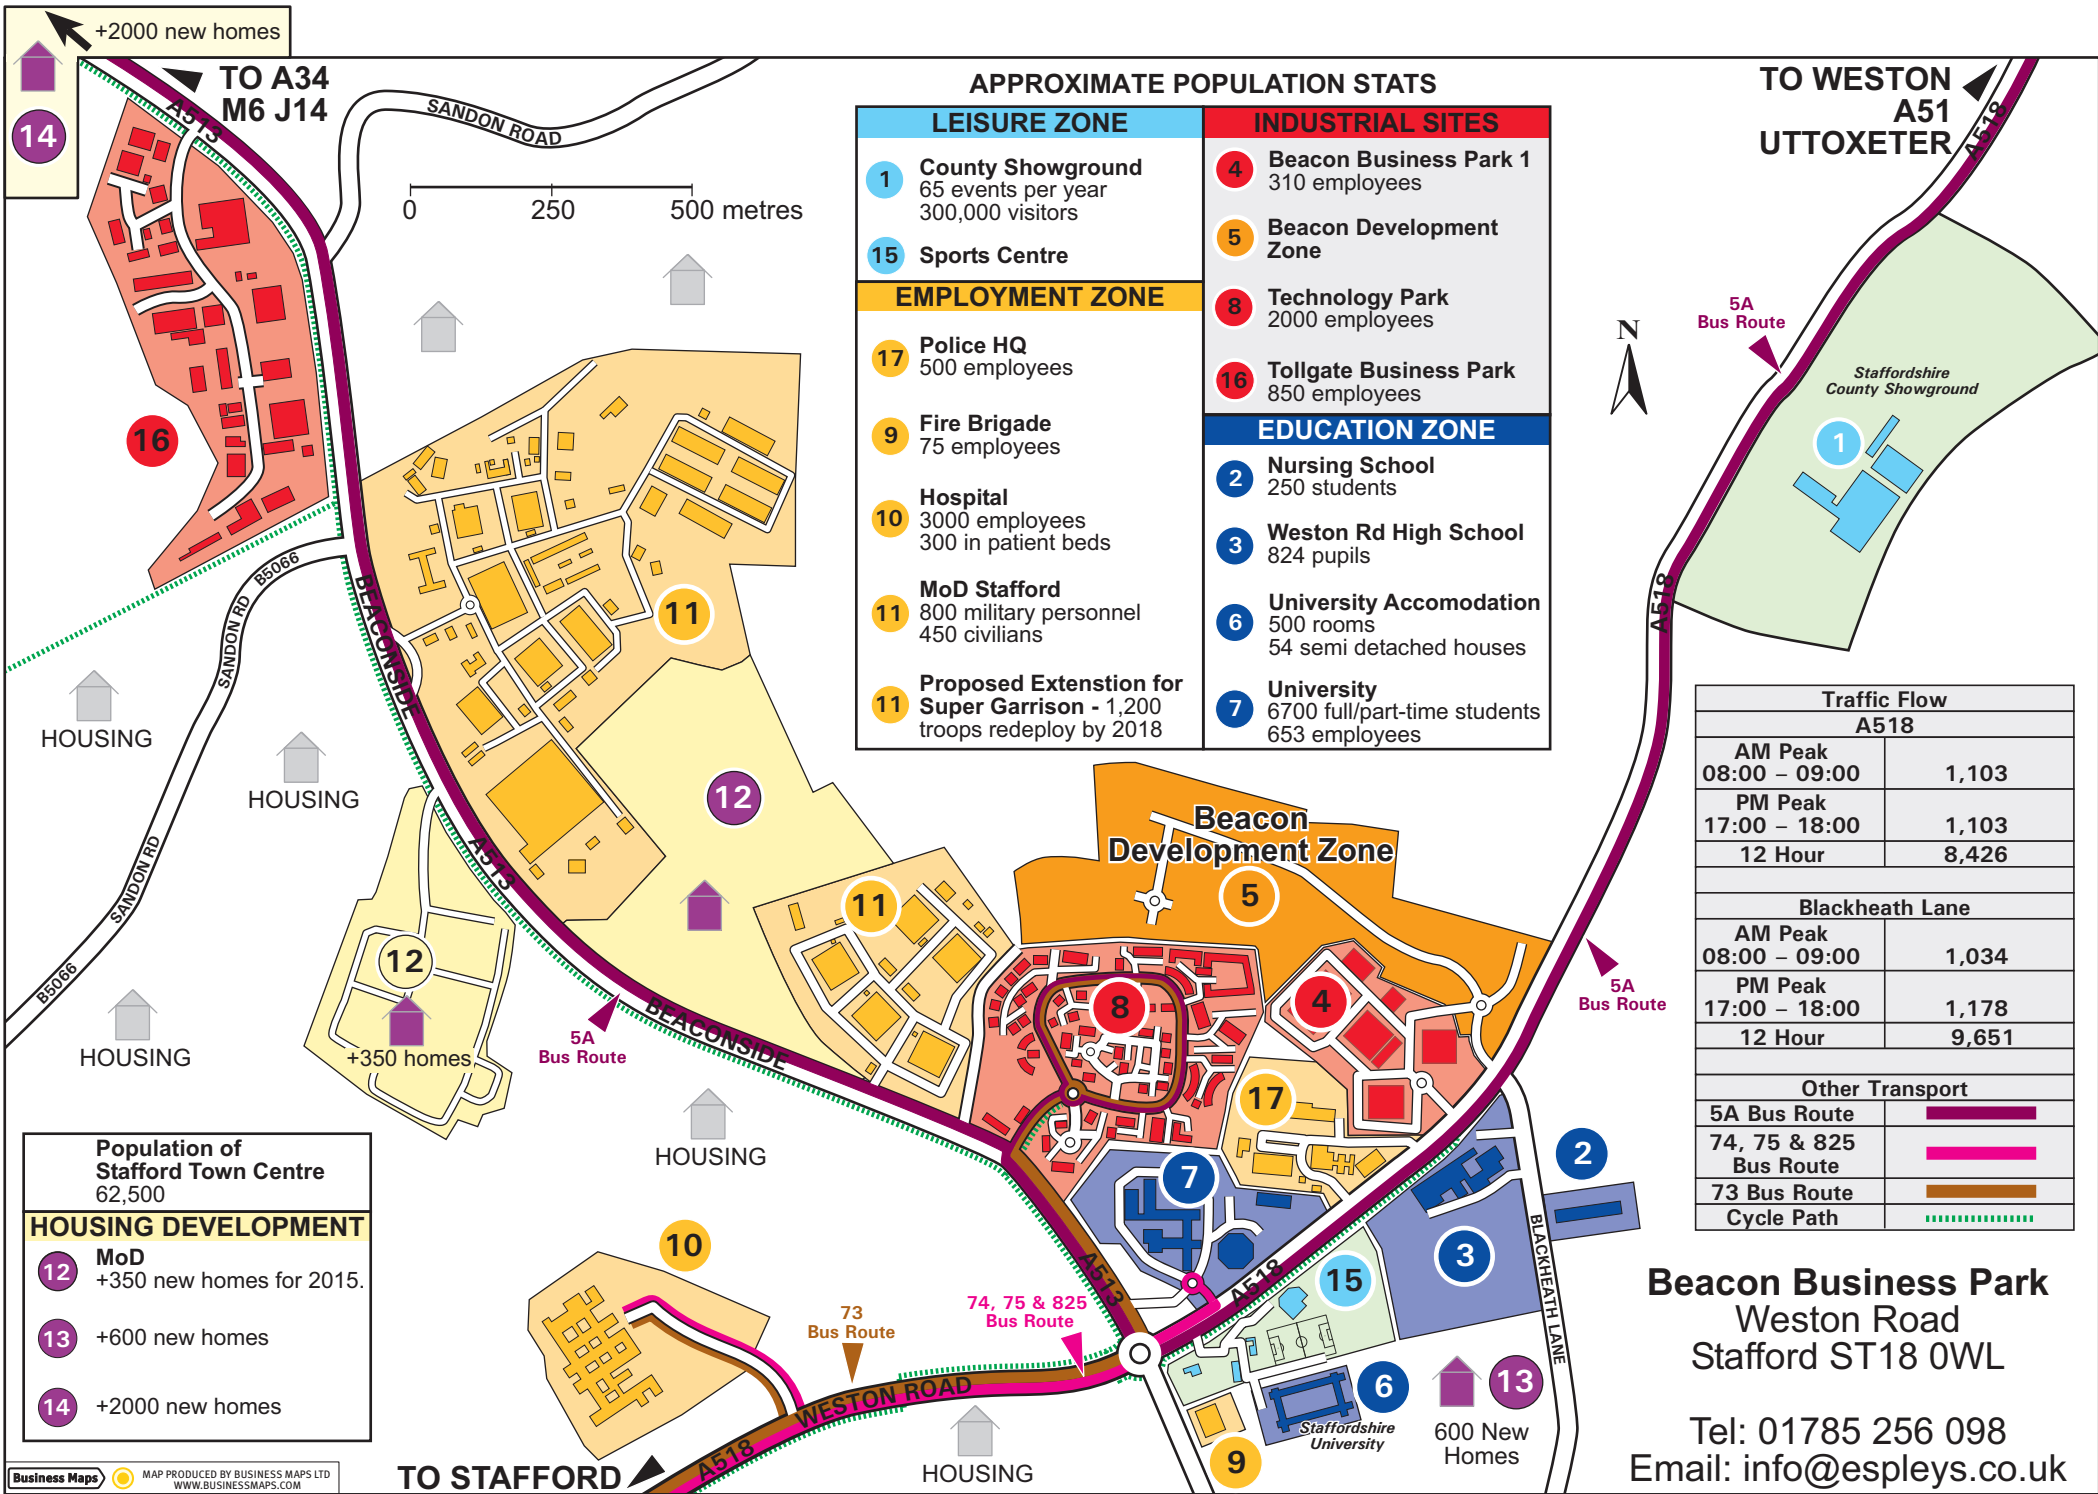 +2000 new homes
14
TO A34
M6 J14
A513
SANDON ROAD
0 250 500 metres
APPROXIMATE POPULATION STATS
LEISURE ZONE
1 County Showground
65 events per year
300,000 visitors
15 Sports Centre
EMPLOYMENT ZONE
17 Police HQ
500 employees
9 Fire Brigade
75 employees
10 Hospital
3000 employees
300 in patient beds
11 MoD Stafford
800 military personnel
450 civilians
11 Proposed Extenstion for
Super Garrison - 1,200
troops redeploy by 2018
INDUSTRIAL SITES
4 Beacon Business Park 1
310 employees
5 Beacon Development
Zone
8 Technology Park
2000 employees
16 Tollgate Business Park
850 employees
EDUCATION ZONE
2 Nursing School
250 students
3 Weston Rd High School
824 pupils
6 University Accomodation
500 rooms
54 semi detached houses
7 University
6700 full/part-time students
653 employees
TO WESTON
A51
UTTOXETER
A518
5A
Bus Route
N
Staffordshire
County Showground
1
A518
16
B5066
SANDON RD
BEACONSIDE
11
HOUSING
HOUSING
12
SANDON RD
A513
B5066
12
+350 homes
HOUSING
5A
Bus Route
BEACONSIDE
11
Beacon
Development Zone
5
8
4
17
5A
Bus Route
HOUSING
7
2
3
BLACKHEATH LANE
A513
A518
15
10
73
Bus Route
74, 75 & 825
Bus Route
WESTON ROAD
A518
TO STAFFORD
HOUSING
9
6
Staffordshire
University
13
600 New
Homes
Traffic Flow
A518
AM Peak
08:00 – 09:00 1,103
PM Peak
17:00 – 18:00 1,103
12 Hour 8,426
Blackheath Lane
AM Peak
08:00 – 09:00 1,034
PM Peak
17:00 – 18:00 1,178
12 Hour 9,651
Other Transport
5A Bus Route
74, 75 & 825
Bus Route
73 Bus Route
Cycle Path
Population of
Stafford Town Centre
62,500
HOUSING DEVELOPMENT
12 MoD
+350 new homes for 2015.
13 +600 new homes
14 +2000 new homes
Business Maps
MAP PRODUCED BY BUSINESS MAPS LTD
WWW.BUSINESSMAPS.COM
Beacon Business Park
Weston Road
Stafford ST18 0WL
Tel: 01785 256 098
Email: info@espleys.co.uk